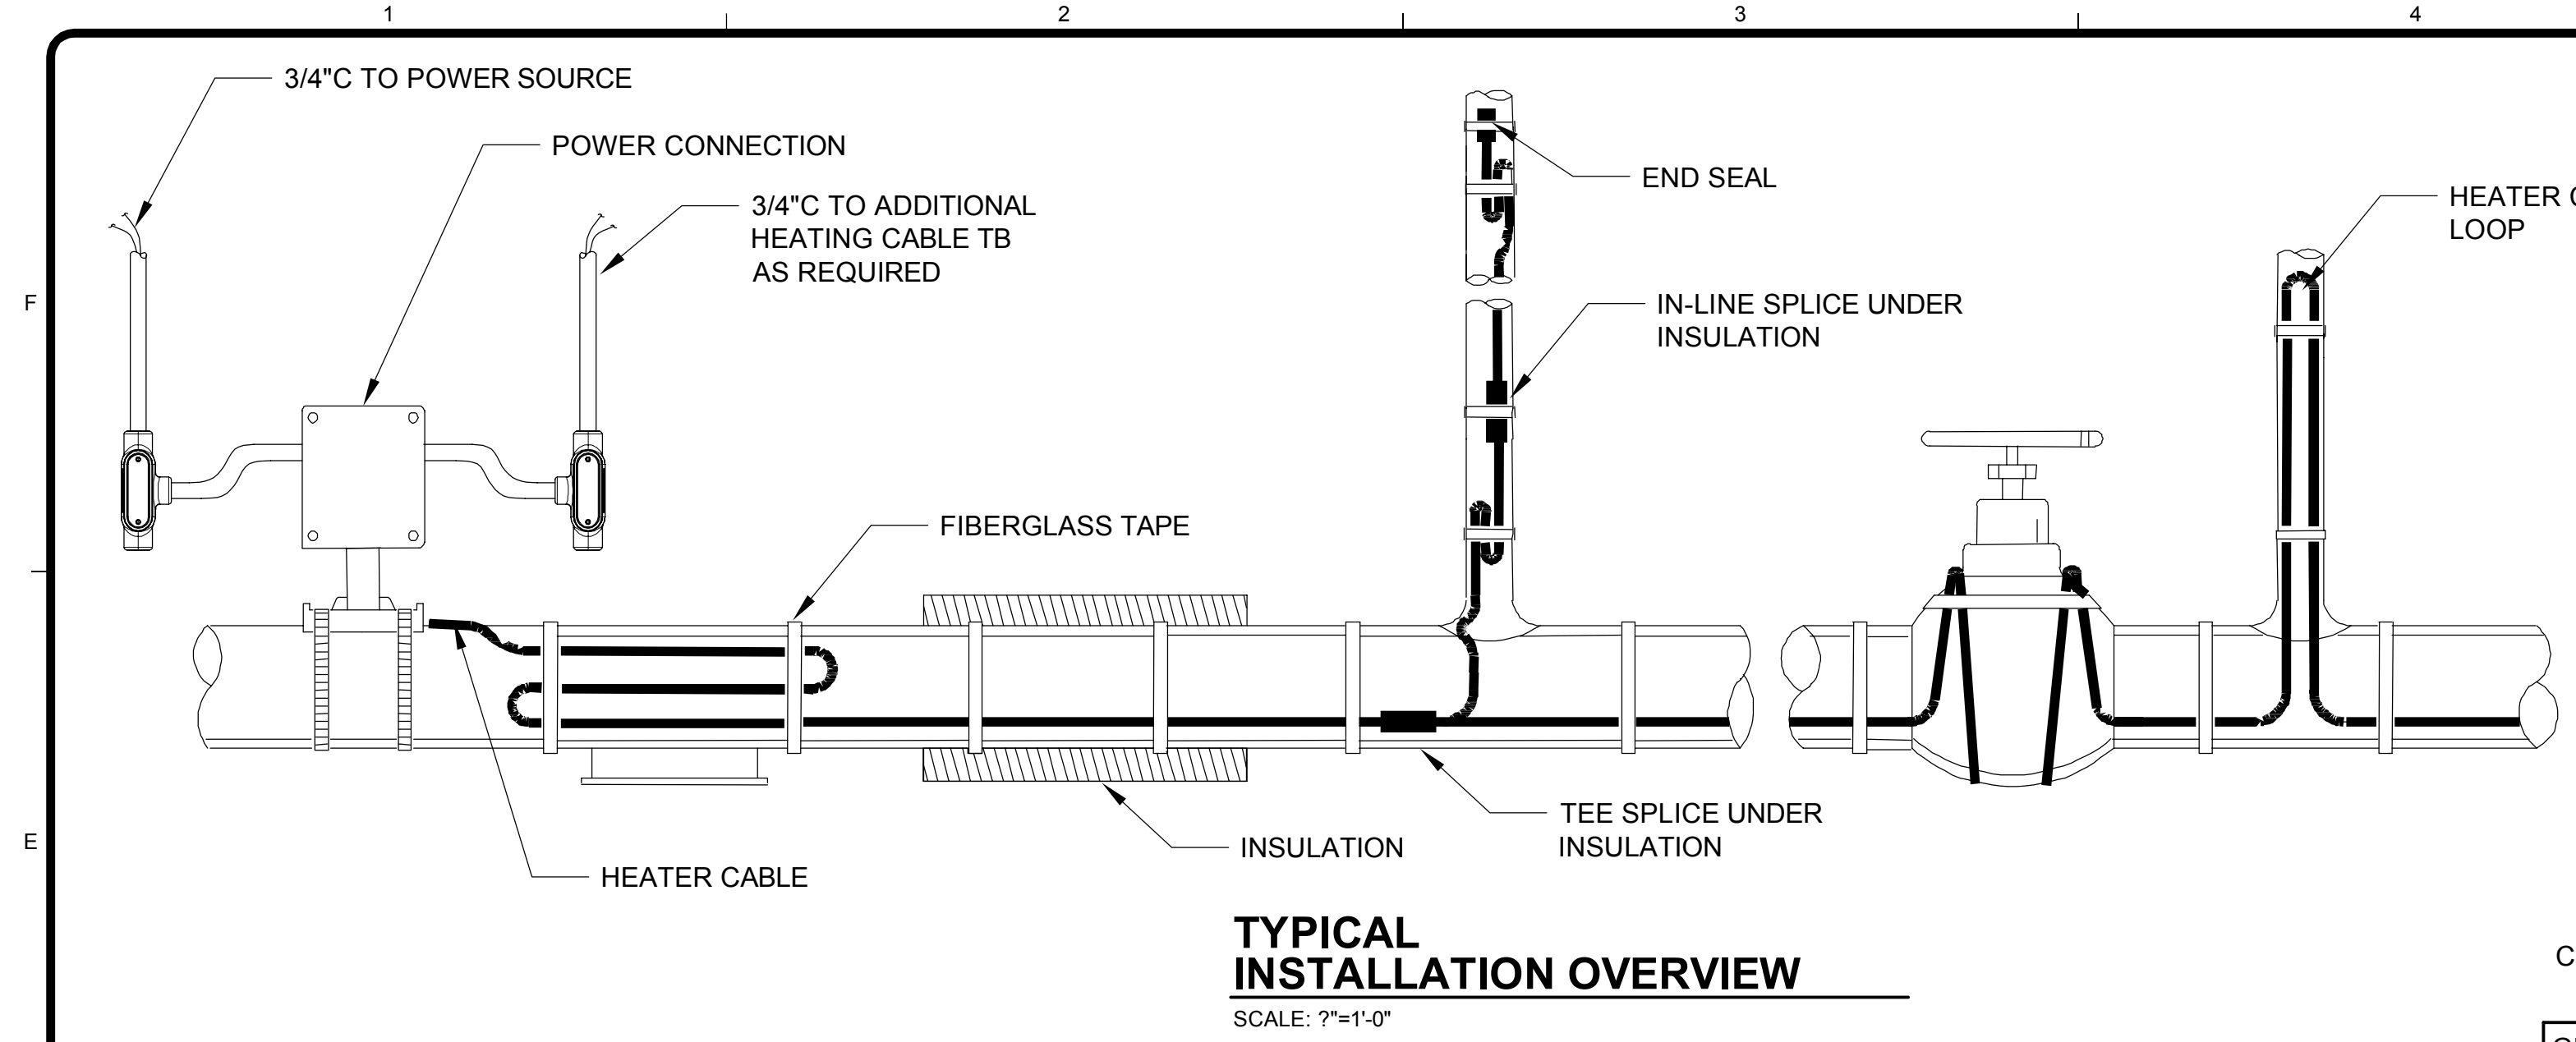 1
2
3
4
3/4"C TO POWER SOURCE
POWER CONNECTION
3/4"C TO ADDITIONAL
HEATING CABLE TB
AS REQUIRED
END SEAL
HEATER
LOOP
F
IN-LINE SPLICE UNDER
INSULATION
FIBERGLASS TAPE
TEE SPLICE UNDER
INSULATION
INSULATION
E
HEATER CABLE
TYPICAL
INSTALLATION OVERVIEW
SCALE: ?"=1'-0"